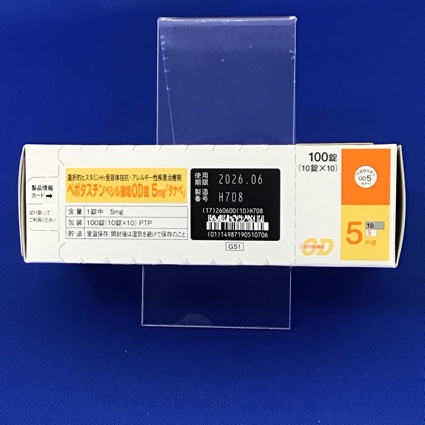 製品情報
カード→
切り取って
ご利用ください
選択的ヒスタミンH₁受容体拮抗・アレルギー性疾患治療剤
ベポタスチンベシル酸塩OD錠 5mg「タナベ」
含量 1錠中 5mg
包装 100錠(10錠×10)PTP
貯法 室温保存、開封後は湿気を避けて保存のこと
使用期限 2026.06
製造番号 H708
(17)260600(10)H708
(01)14987190510706
GS1
100錠
(10錠×10)
OD5
10
5
5mg
OD